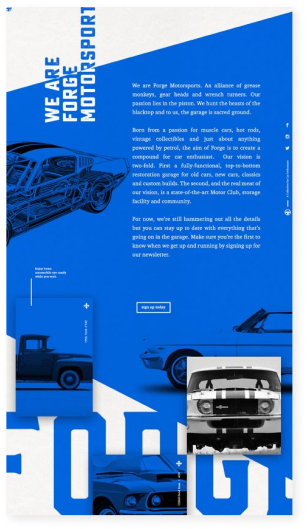 WE ARE
FORGE
MOTORSPORT
We are Forge Motorsports. An alliance of grease
monkeys, gear heads and wrench turners. Our
passion lies in the piston. We hunt the beasts of the
blacktop and to us, the garage is sacred ground.
Born from a passion for muscle cars, hot rods,
vintage collectibles and just about anything
powered by petrol, the aim of Forge is to create a
compound for car enthusiast. Our vision is
two-fold. First a fully-functional, top-to-bottom
restoration garage for old cars, new cars, classics
and custom builds. The second, and the real meat of
our vision, is a state-of-the-art Motor Club, storage
facility and community.
For now, we're still hammering out all the details
but you can stay up to date with everything that's
going on in the garage. Make sure you're the first to
know when we get up and running by signing up for
our newsletter.
sign up today
FORGE